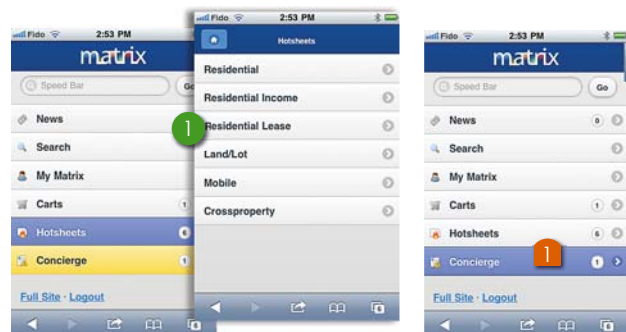 Fido 2:53 PM
matrix
Speed Bar
Go
News
Search
My Matrix
Carts 1
Hotsheets 6
Concierge 1
Full Site · Logout
6
1
Fido 2:53 PM
Hotsheets
Residential
Residential Income
Residential Lease
Land/Lot
Mobile
Crossproperty
6
Fido 2:53 PM
matrix
Speed Bar Go
News 0
Search
My Matrix
Carts 1
Hotsheets 6
Concierge 1 1
Full Site · Logout
6